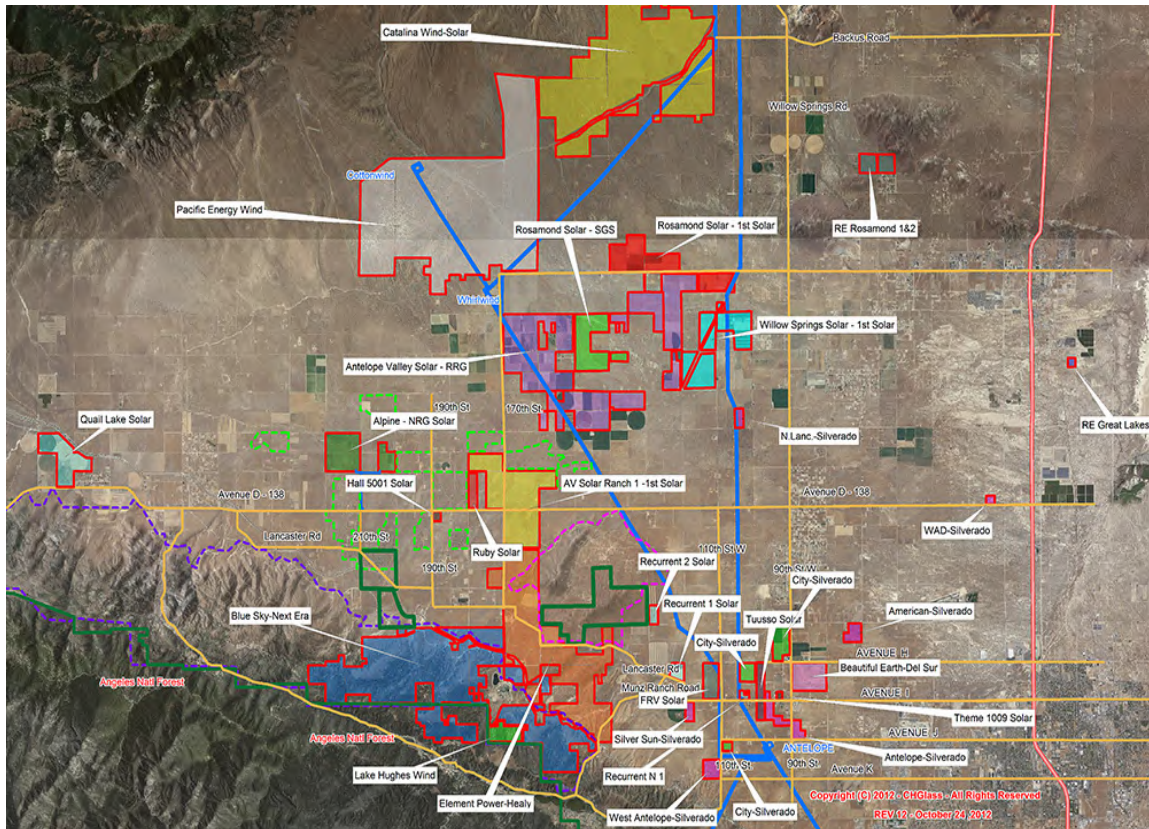 Catalina Wind-Solar
Backus Road
Willow Springs Rd.
Cottonwind
Pacific Energy Wind
Rosamond Solar - SGS
Rosamond Solar - 1st Solar
RE Rosamond 1&2
Whirlwind
Willow Springs Solar - 1st Solar
Antelope Valley Solar - RRG
RE Great Lakes
190th St
170th St
Quail Lake Solar
Alpine - NRG Solar
N.Lanc.-Silverado
Hall 5001 Solar
AV Solar Ranch 1 -1st Solar
Avenue D - 138
Avenue D - 138
WAD-Silverado
Lancaster Rd
210th St
Ruby Solar
110th St W
190th St
Recurrent 2 Solar
90th St W
City-Silverado
Recurrent 1 Solar
American-Silverado
Blue Sky-Next Era
Tuusso Solar
City-Silverado
AVENUE H
Lancaster Rd
Beautiful Earth-Del Sur
Angeles Natl Forest
Munz Ranch Road
FRV Solar
AVENUE I
Theme 1009 Solar
Angeles Natl Forest
Silver Sun-Silverado
AVENUE J
ANTELOPE
Antelope-Silverado
Lake Hughes Wind
Recurrent N 1
110th St.
90th St.
Avenue K
Element Power-Healy
West Antelope-Silverado
City-Silverado
Copyright (C) 2012 - CHGlass - All Rights Reserved
REV 12 - October 24, 2012